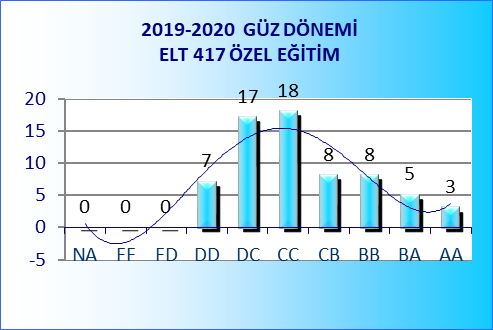 2019-2020 GÜZ DÖNEMİ
ELT 417 ÖZEL EĞİTİM
20
15
10
5
0
-5
0
0
0
7
17
18
8
8
5
3
NA
FF
FD
DD
DC
CC
CB
BB
BA
AA